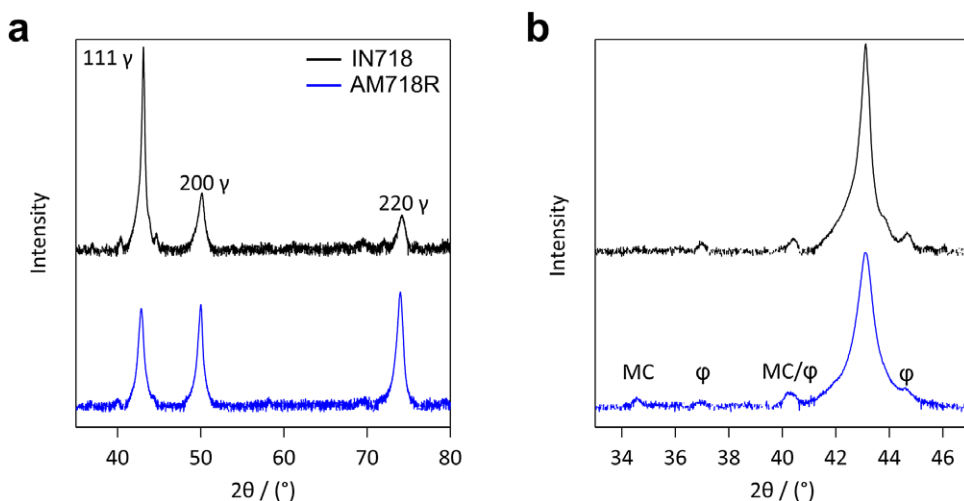 a
111 γ
200 γ
220 γ
IN718
AM718R
Intensity
40 50 60 70 80
2θ / (°)
b
MC φ MC/φ φ
Intensity
34 36 38 40 42 44 46
2θ / (°)